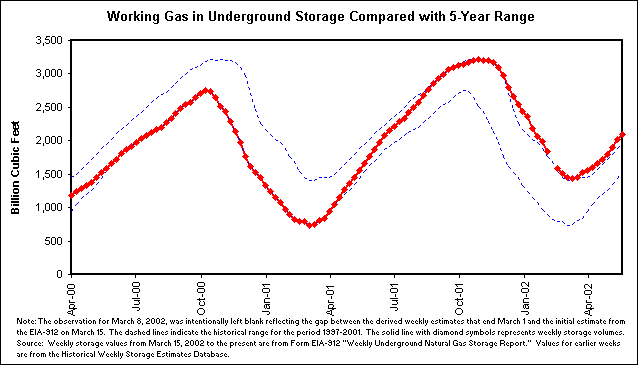 Working Gas in Underground Storage Compared with 5-Year Range
Billion Cubic Feet
3,500
3,000
2,500
2,000
1,500
1,000
500
0
Apr-00
Jul-00
Oct-00
Jan-01
Apr-01
Jul-01
Oct-01
Jan-02
Apr-02
Note: The observation for March 8, 2002, was intentionally left blank reflecting the gap between the derived weekly estimates that end March 1 and the initial estimate from
the EIA-912 on March 15. The dashed lines indicate the historical range for the period 1997-2001. The solid line with diamond symbols represents weekly storage volumes.
Source: Weekly storage values from March 15, 2002 to the present are from Form EIA-912 "Weekly Underground Natural Gas Storage Report." Values for earlier weeks
are from the Historical Weekly Storage Estimates Database.